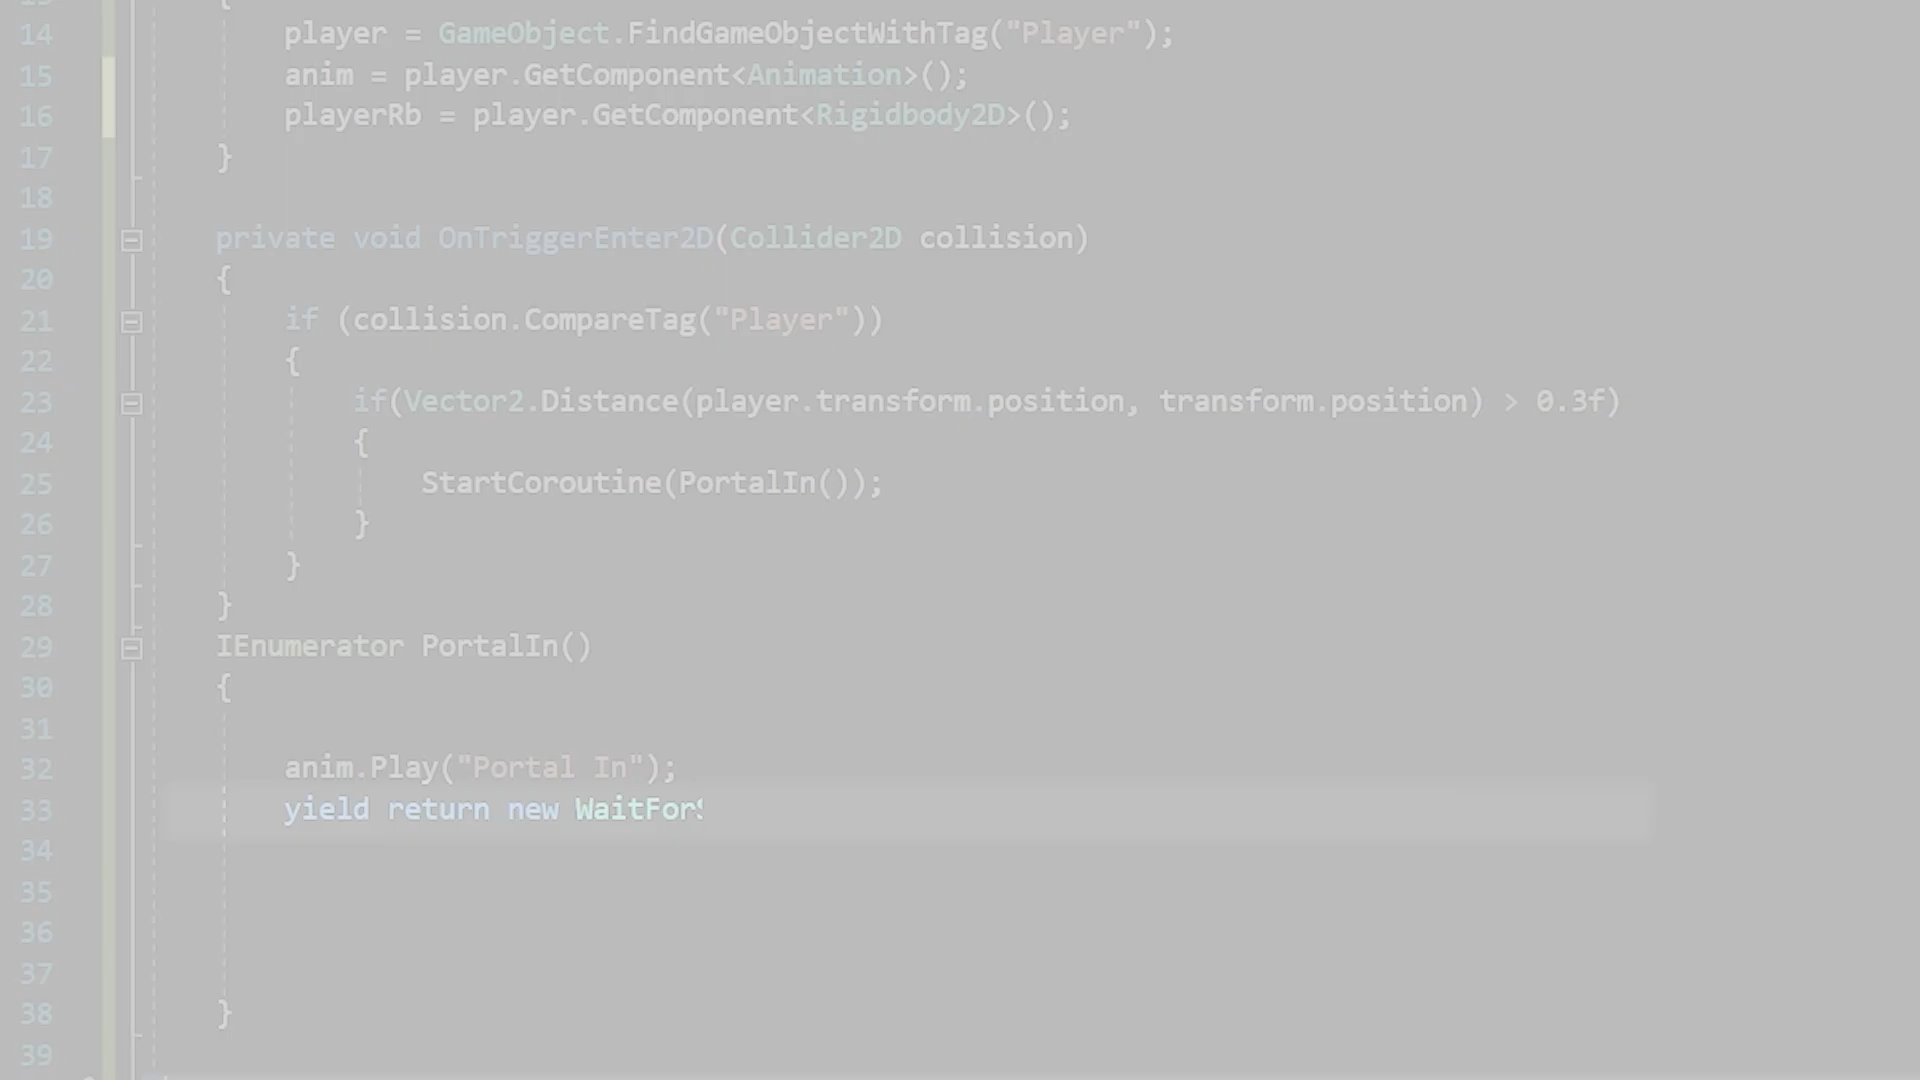 14 player = GameObject.FindGameObjectWithTag("Player");
15 anim = player.GetComponent<Animation>();
16 playerRb = player.GetComponent<Rigidbody2D>();
17 }
18
19 private void OnTriggerEnter2D(Collider2D collision)
20 {
21 if (collision.CompareTag("Player"))
22 {
23 if(Vector2.Distance(player.transform.position, transform.position) > 0.3f)
24 {
25 StartCoroutine(PortalIn());
26 }
27 }
28 }
29 IEnumerator PortalIn()
30 {
31
32 anim.Play("Portal In");
33 yield return new WaitFor
34
35
36
37
38 }
39